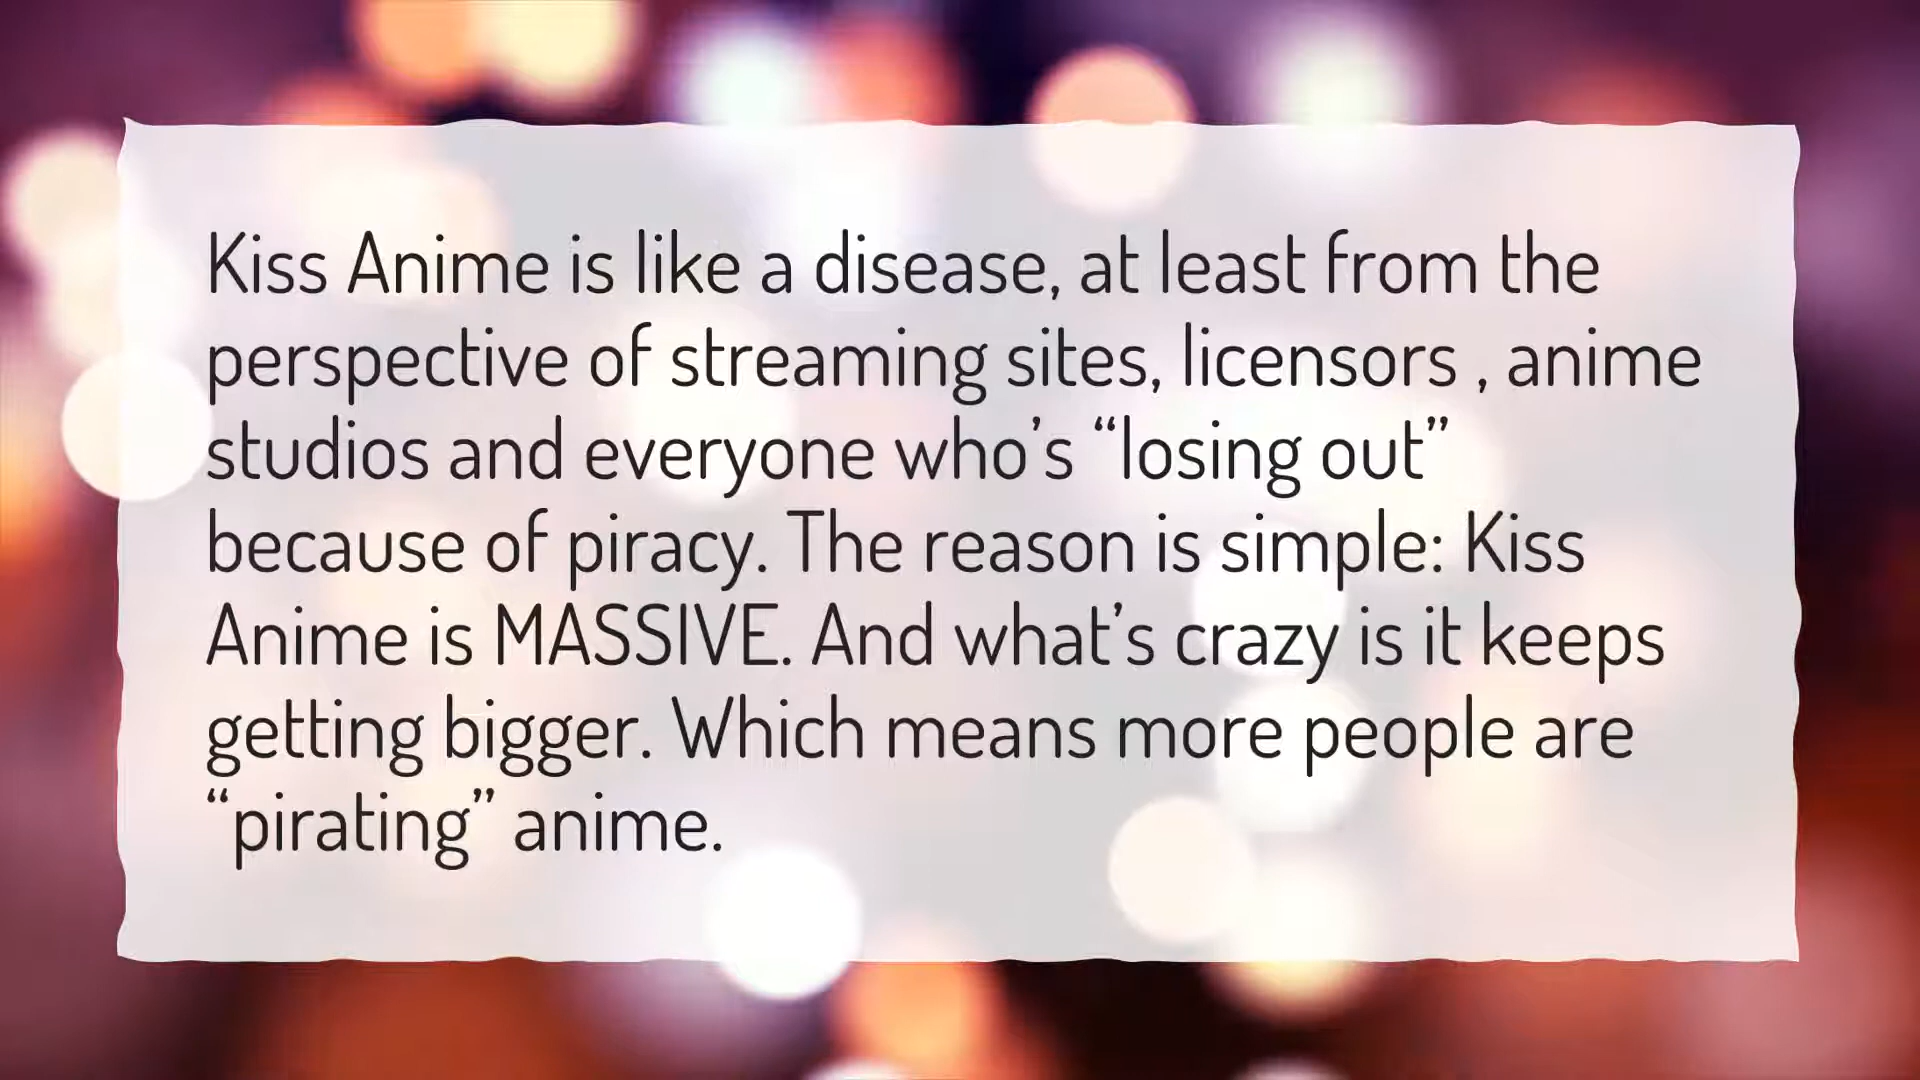 Kiss Anime is like a disease, at least from the
perspective of streaming sites, licensors , anime
studios and everyone who’s “losing out”
because of piracy. The reason is simple: Kiss
Anime is MASSIVE. And what’s crazy is it keeps
getting bigger. Which means more people are
“pirating” anime.